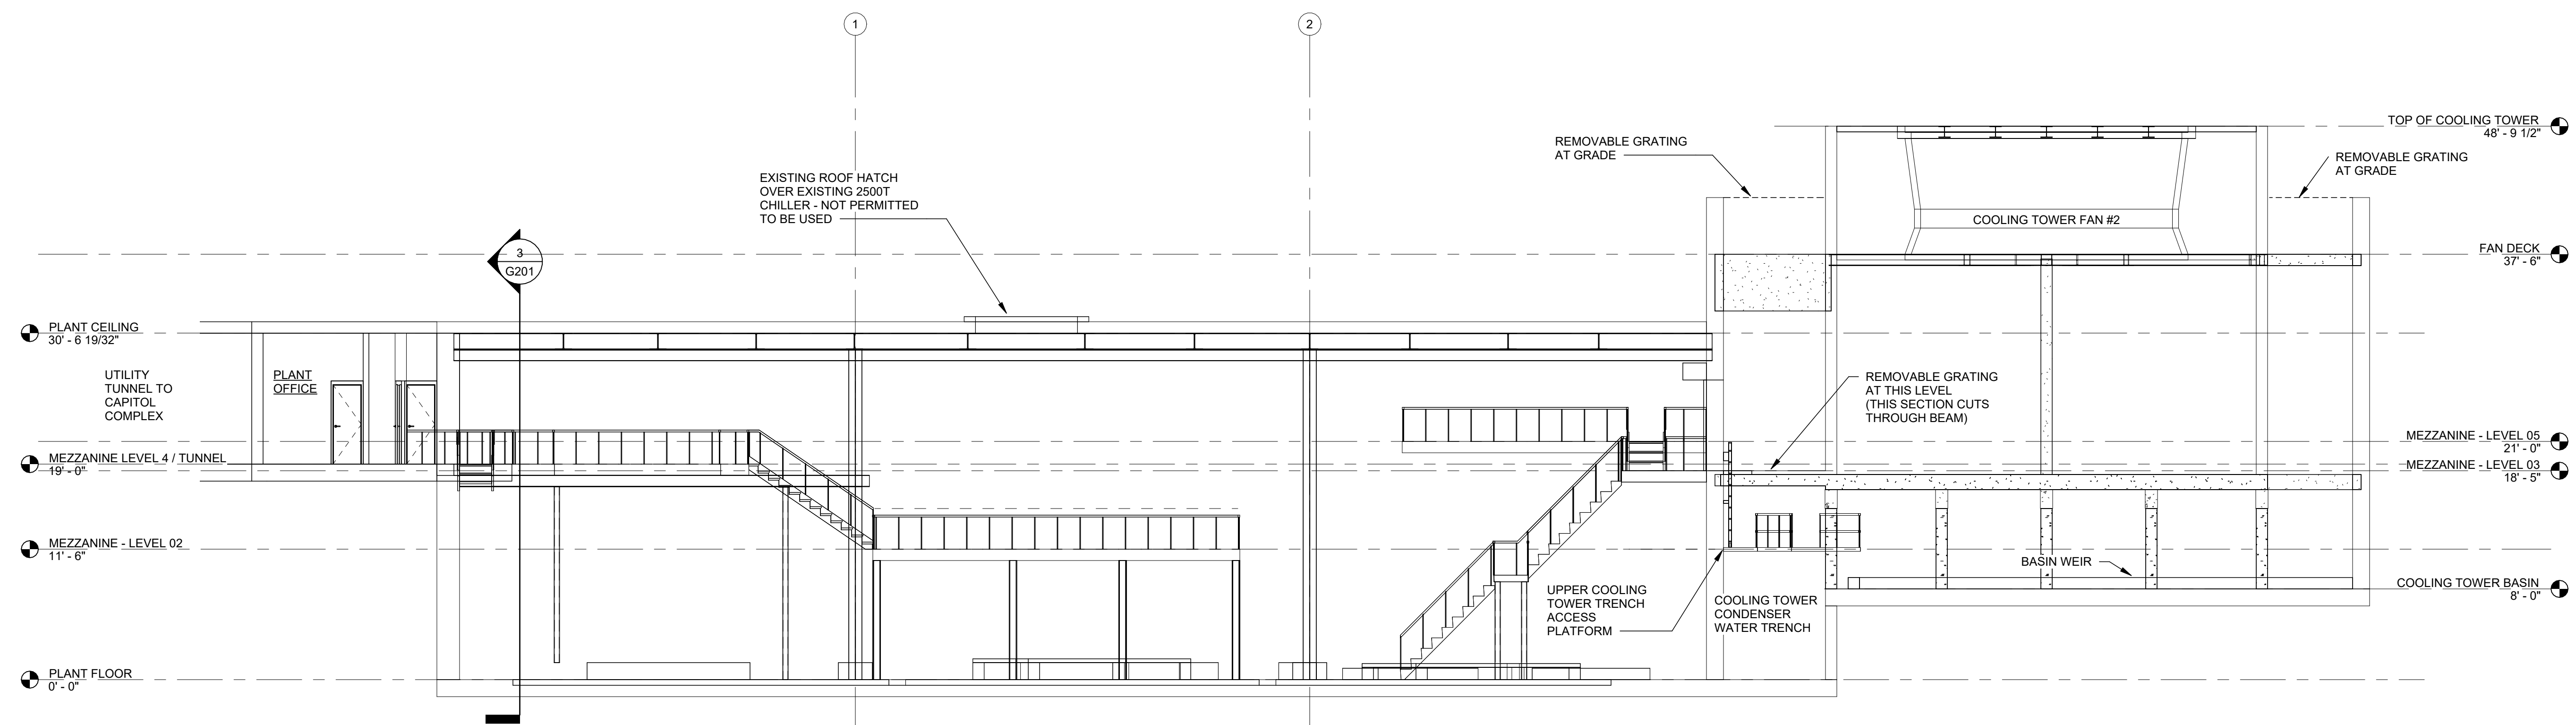 1
2
TOP OF COOLING TOWER
48' - 9 1/2"
REMOVABLE GRATING
AT GRADE
REMOVABLE GRATING
AT GRADE
EXISTING ROOF HATCH
OVER EXISTING 2500T
CHILLER - NOT PERMITTED
TO BE USED
COOLING TOWER FAN #2
3
G201
FAN DECK
37' - 6"
PLANT CEILING
30' - 6 19/32"
UTILITY
TUNNEL TO
CAPITOL
COMPLEX
PLANT
OFFICE
REMOVABLE GRATING
AT THIS LEVEL
(THIS SECTION CUTS
THROUGH BEAM)
MEZZANINE - LEVEL 05
21' - 0"
MEZZANINE LEVEL 4 / TUNNEL
19' - 0"
MEZZANINE - LEVEL 03
18' - 5"
MEZZANINE - LEVEL 02
11' - 6"
BASIN WEIR
COOLING TOWER BASIN
8' - 0"
UPPER COOLING
TOWER TRENCH
ACCESS
PLATFORM
COOLING TOWER
CONDENSER
WATER TRENCH
PLANT FLOOR
0' - 0"